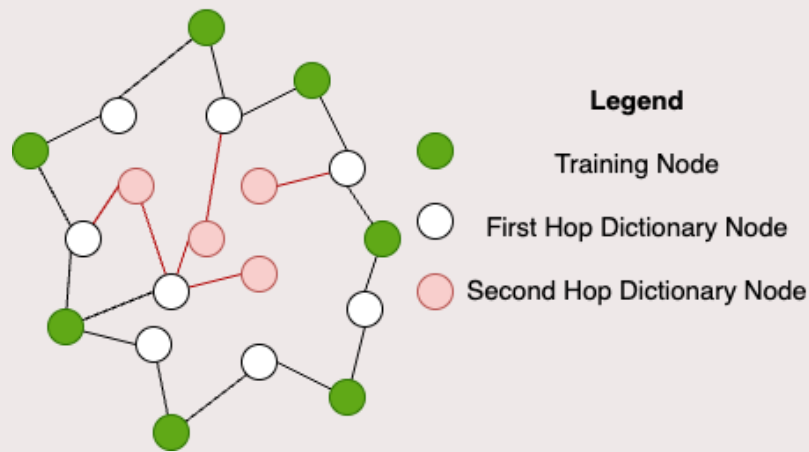 Legend
Training Node
First Hop Dictionary Node
Second Hop Dictionary Node